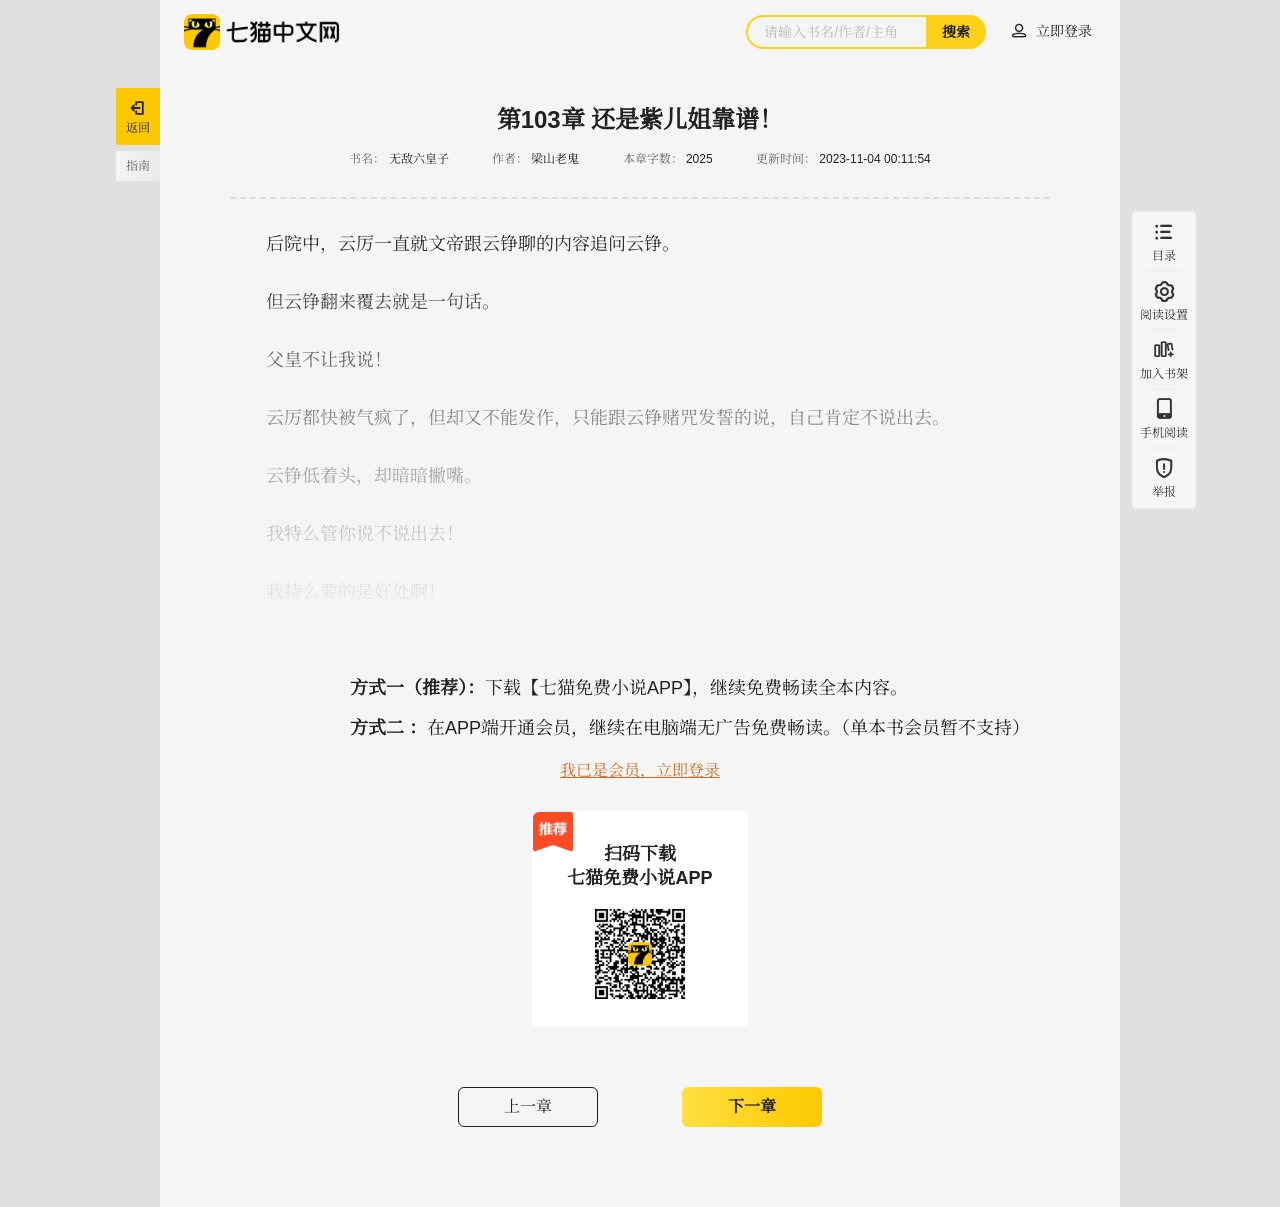 七猫中文网
请输入书名/作者/主角
搜索
立即登录
返回
指南
第103章 还是紫儿姐靠谱！
书名： 无敌六皇子 作者： 梁山老鬼 本章字数： 2025 更新时间： 2023-11-04 00:11:54
后院中，云厉一直就文帝跟云铮聊的内容追问云铮。
但云铮翻来覆去就是一句话。
父皇不让我说！
云厉都快被气疯了，但却又不能发作，只能跟云铮赌咒发誓的说，自己肯定不说出去。
云铮低着头，却暗暗撇嘴。
我特么管你说不说出去！
我特么要的是好处啊！
目录
阅读设置
加入书架
手机阅读
举报
方式一（推荐）：下载【七猫免费小说APP】，继续免费畅读全本内容。
方式二 ：在APP端开通会员，继续在电脑端无广告免费畅读。（单本书会员暂不支持）
我已是会员，立即登录
推荐
扫码下载
七猫免费小说APP
上一章
下一章